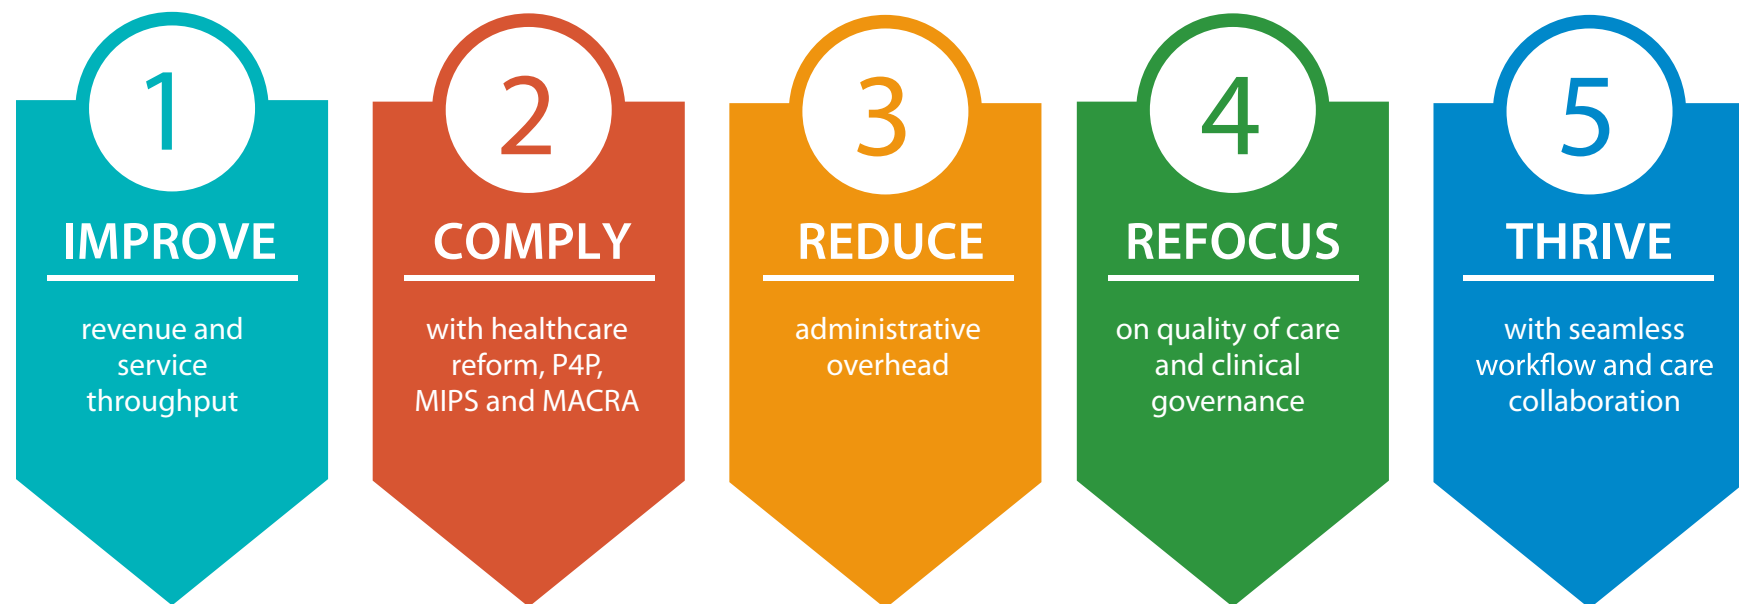 1
IMPROVE
revenue and
service
throughput
2
COMPLY
with healthcare
reform, P4P,
MIPS and MACRA
3
REDUCE
administrative
overhead
4
REFOCUS
on quality of care
and clinical
governance
5
THRIVE
with seamless
workflow and care
collaboration